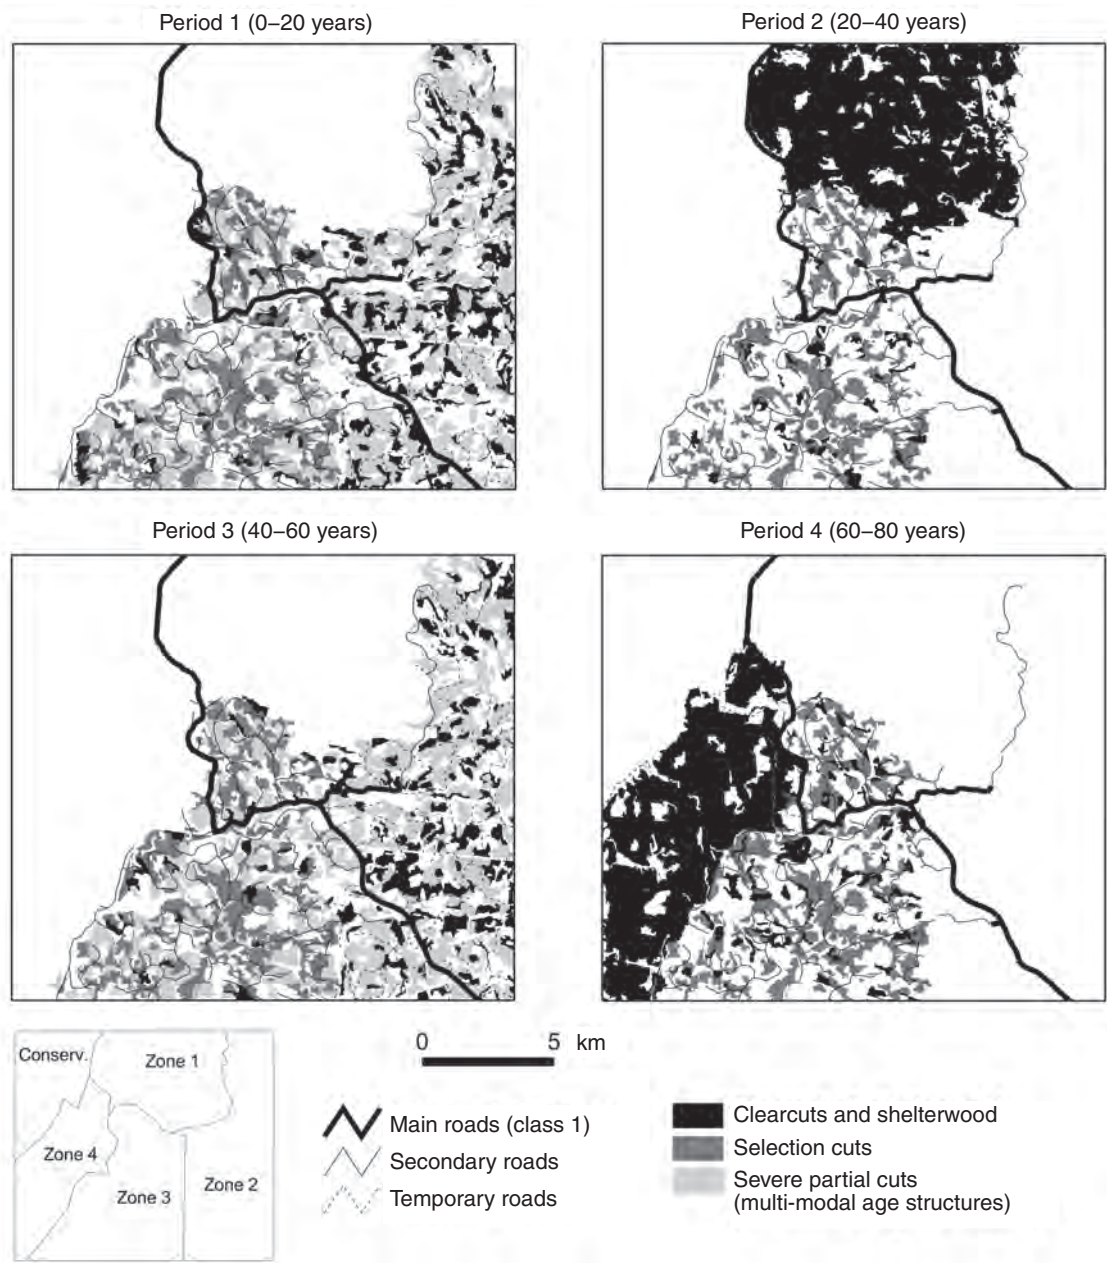 Period 1 (0–20 years)
Period 2 (20–40 years)
Period 3 (40–60 years)
Period 4 (60–80 years)
Conserv.
Zone 1
Zone 4
Zone 3
Zone 2
0 5 km
Main roads (class 1)
Secondary roads
Temporary roads
Clearcuts and shelterwood
Selection cuts
Severe partial cuts
(multi-modal age structures)